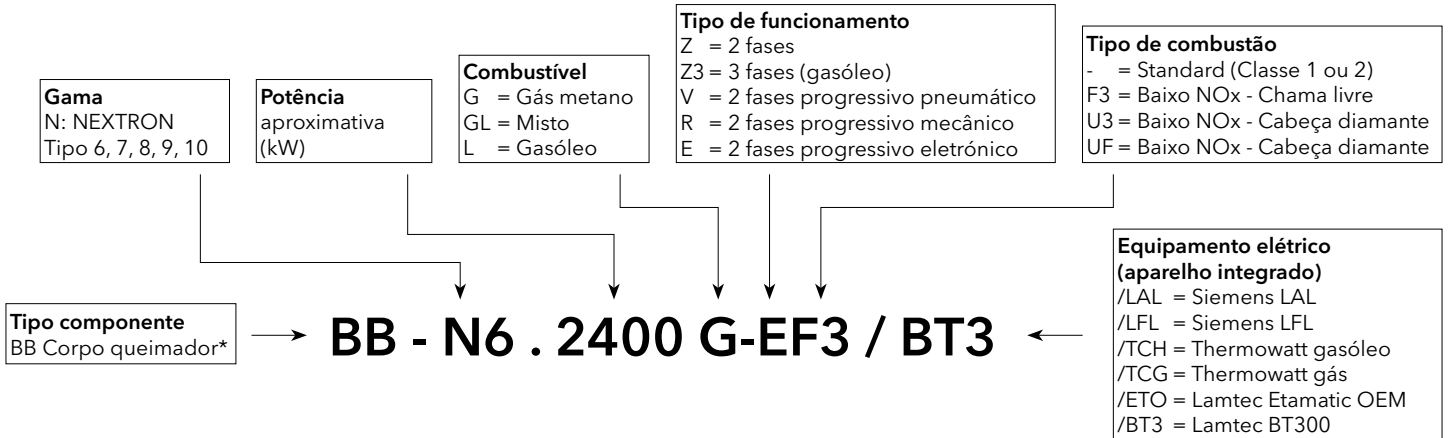 Gama
N: NEXTRON
Tipo 6, 7, 8, 9, 10
Potência
aproximativa
(kW)
Combustível
G = Gás metano
GL = Misto
L = Gasóleo
Tipo de funcionamento
Z = 2 fases
Z3 = 3 fases (gasóleo)
V = 2 fases progressivo pneumático
R = 2 fases progressivo mecânico
E = 2 fases progressivo eletrónico
Tipo de combustão
- = Standard (Classe 1 ou 2)
F3 = Baixo NOx - Chama livre
U3 = Baixo NOx - Cabeça diamante
UF = Baixo NOx - Cabeça diamante
Tipo componente
BB Corpo queimador*
BB - N6 . 2400 G-EF3 / BT3
Equipamento elétrico
(aparelho integrado)
/LAL = Siemens LAL
/LFL = Siemens LFL
/TCH = Thermowatt gasóleo
/TCG = Thermowatt gás
/ETO = Lamtec Etamatic OEM
/BT3 = Lamtec BT300